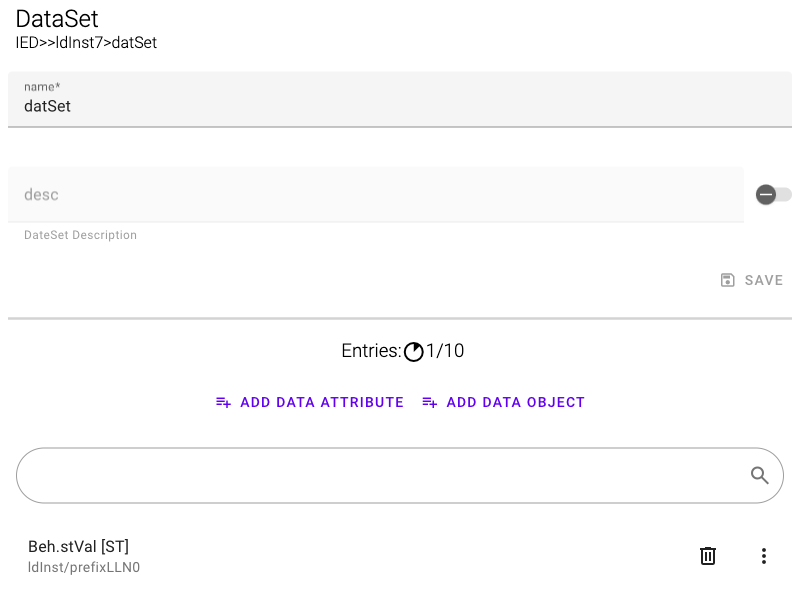 DataSet
IED>>ldInst7>datSet
name*
datSet
desc
DateSet Description
SAVE
Entries: 1/10
ADD DATA ATTRIBUTE ADD DATA OBJECT
Beh.stVal [ST]
ldInst/prefixLLN0